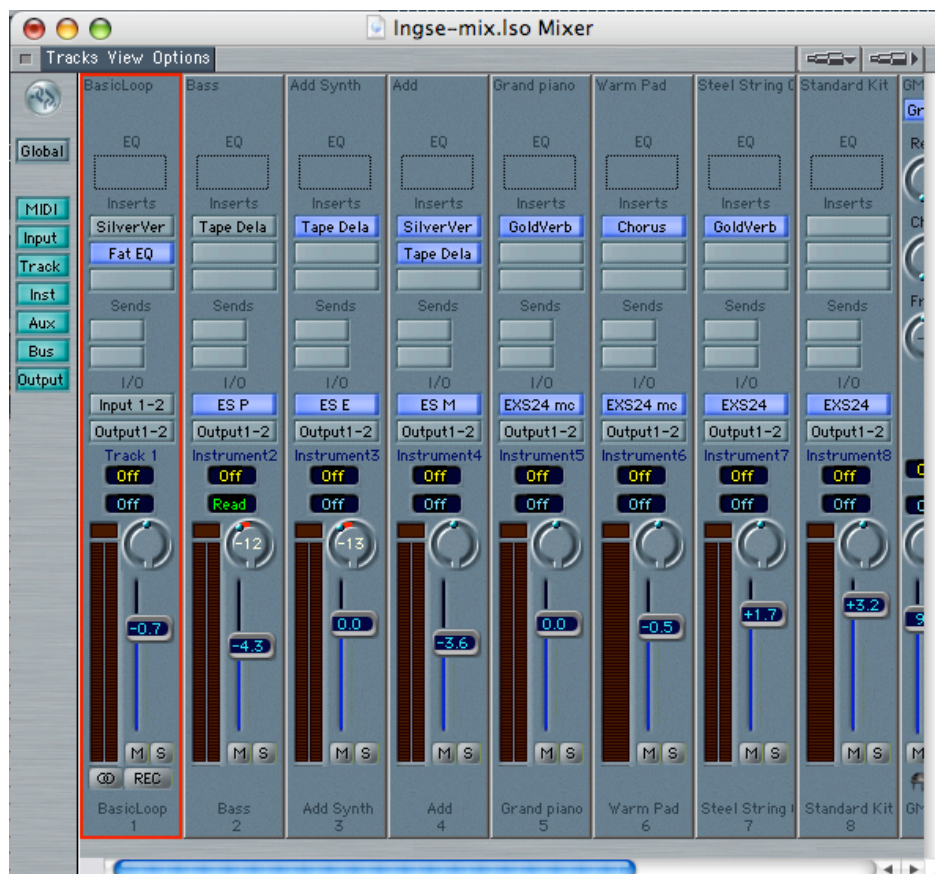 Ingse-mix.lso Mixer
Tracks View Options
BasicLoop Bass Add Synth Add Grand piano Warm Pad Steel String Standard Kit GM
Gr
Global EQ EQ EQ EQ EQ EQ EQ EQ Re
MIDI Inserts Inserts Inserts Inserts Inserts Inserts Inserts Inserts
Input SilverVer Tape Dela Tape Dela SilverVer GoldVerb Chorus GoldVerb Ch
Track Fat EQ Tape Dela
Inst Sends Sends Sends Sends Sends Sends Sends Sends Fr
Aux
Bus
Output I/O I/O I/O I/O I/O I/O I/O I/O
Input 1-2 ES P ES E ES M EXS24 mc EXS24 mc EXS24 EXS24
Output1-2 Output1-2 Output1-2 Output1-2 Output1-2 Output1-2 Output1-2 Output1-2
Track 1 Instrument2 Instrument3 Instrument4 Instrument5 Instrument6 Instrument7 Instrument8
Off Off Off Off Off Off Off Off
Off Read Off Off Off Off Off Off
-12 -13
-0.7 -4.3 0.0 -3.6 0.0 -0.5 +1.7 +3.2 9
M S M S M S M S M S M S M S M S M
REC
BasicLoop Bass Add Synth Add Grand piano Warm Pad Steel String Standard Kit GM
1 2 3 4 5 6 7 8